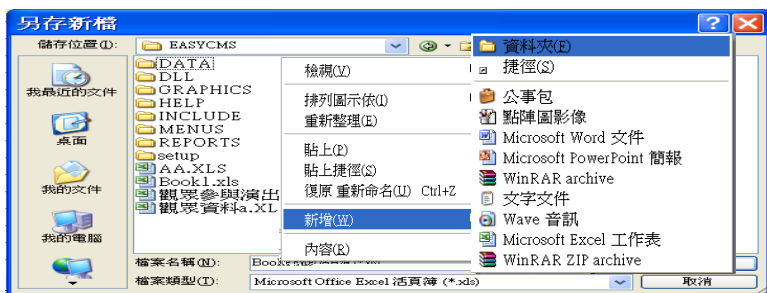 另存新檔
儲存位置(I):
EASYCMS
我最近的文件
桌面
我的文件
我的電腦
DATA
DLL
GRAPHICS
HELP
INCLUDE
MENUS
REPORTS
setup
AA.XLS
Book1.xls
觀眾參與演出
觀眾資料a.XL
檢視(V)
排列圖示依(I)
重新整理(E)
貼上(P)
貼上捷徑(S)
復原 重新命名(U) Ctrl+Z
新增(W)
內容(R)
資料夾(F)
捷徑(S)
公事包
點陣圖影像
Microsoft Word 文件
Microsoft PowerPoint 簡報
WinRAR archive
文字文件
Wave 音訊
Microsoft Excel 工作表
WinRAR ZIP archive
檔案名稱(N):
檔案類型(T):
Microsoft Office Excel 活頁簿 (*.xls)
取消